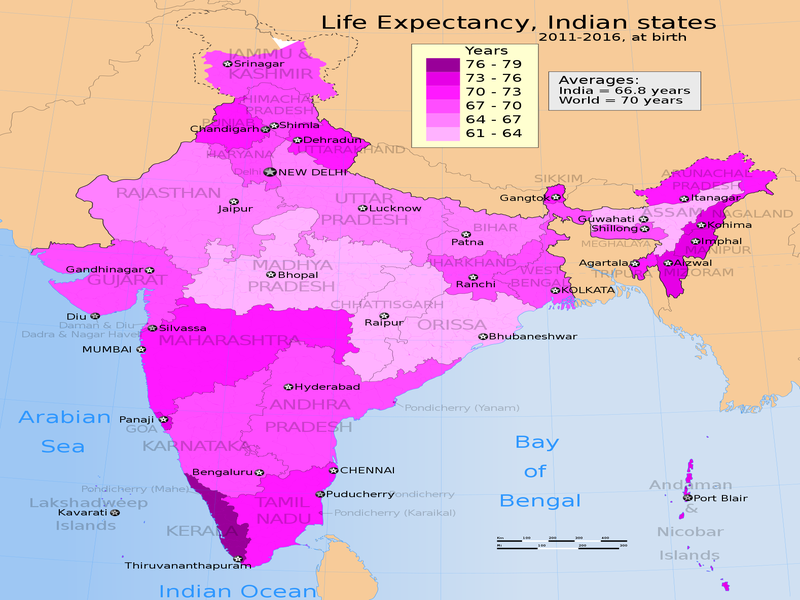 Life Expectancy, Indian states
2011-2016, at birth
Years
76 - 79
73 - 76
70 - 73
67 - 70
64 - 67
61 - 64
Averages:
India = 66.8 years
World = 70 years
JAMMU &
KASHMIR
Srinagar
HIMACHAL
PRADESH
PUNJAB
Shimla
Chandigarh
Dehradun
UTTARAKHAND
HARYANA
Delhi
NEW DELHI
RAJASTHAN
Jaipur
UTTAR
PRADESH
Lucknow
SIKKIM
Gangtok
ARUNACHAL
PRADESH
Itanagar
ASSAM
NAGALAND
Guwahati
Shillong
Kohima
MEGHALAYA
Imphal
MANIPUR
BIHAR
Patna
Agartala
TRIPURA
Aizwal
MIZORAM
Gandhinagar
GUJARAT
MADHYA
PRADESH
Bhopal
JHARKHAND
Ranchi
WEST
BENGAL
KOLKATA
CHHATTISGARH
Raipur
ORISSA
Bhubaneshwar
Diu
Daman & Diu
Dadra & Nagar Haveli
Silvassa
MAHARASHTRA
MUMBAI
Hyderabad
ANDHRA
PRADESH
Pondicherry (Yanam)
Panaji
GOA
KARNATAKA
Arabian
Sea
Bay
of
Bengal
Bengaluru
CHENNAI
Pondicherry (Mahe)
Puducherry
Pondicherry
Pondicherry (Karaikal)
TAMIL
NADU
Lakshadweep
Islands
Kavarati
KERALA
Thiruvananthapuram
Andaman
&
Nicobar
Islands
Port Blair
Indian Ocean
Km
100
200
300
400
Mi
100
200
300